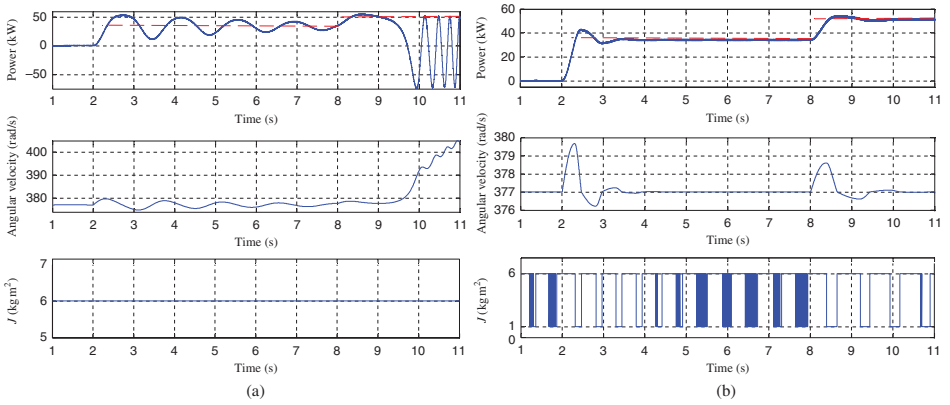 Power (kW)
50
0
−50
1 2 3 4 5 6 7 8 9 10 11
Time (s)
Angular velocity (rad/s)
400
380
360
1 2 3 4 5 6 7 8 9 10 11
Time (s)
J (kg m²)
7
6
5
1 2 3 4 5 6 7 8 9 10 11
Time (s)
(a)
Power (kW)
60
40
20
0
1 2 3 4 5 6 7 8 9 10 11
Time (s)
Angular velocity (rad/s)
380
379
378
377
376
1 2 3 4 5 6 7 8 9 10 11
Time (s)
J (kg m²)
6
1
0
1 2 3 4 5 6 7 8 9 10 11
Time (s)
(b)